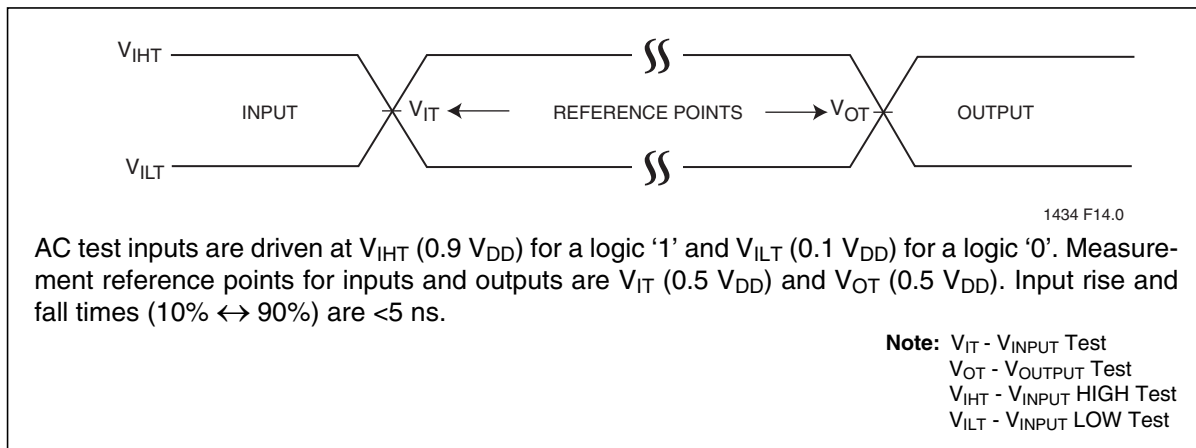 VIHT
INPUT VIT REFERENCE POINTS VOT OUTPUT
VILT
1434 F14.0
AC test inputs are driven at VIHT (0.9 VDD) for a logic ‘1’ and VILT (0.1 VDD) for a logic ‘0’. Measure-
ment reference points for inputs and outputs are VIT (0.5 VDD) and VOT (0.5 VDD). Input rise and
fall times (10% ↔ 90%) are <5 ns.
Note: VIT - VINPUT Test
VOT - VOUTPUT Test
VIHT - VINPUT HIGH Test
VILT - VINPUT LOW Test